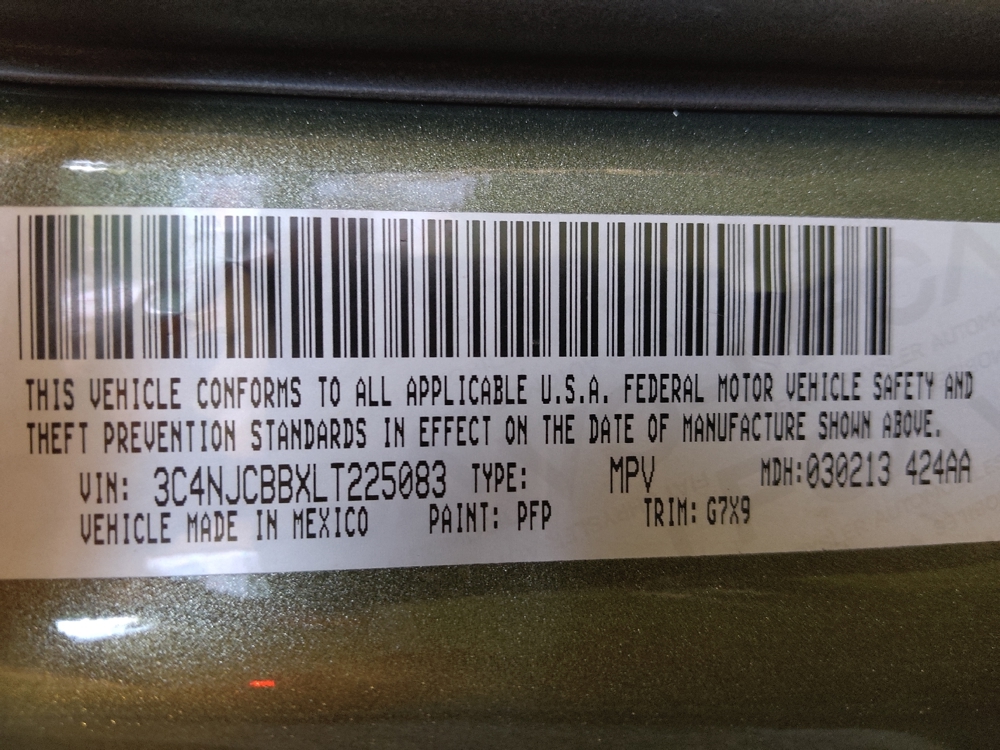 THIS VEHICLE CONFORMS TO ALL APPLICABLE U.S.A. FEDERAL MOTOR VEHICLE SAFETY AND
THEFT PREVENTION STANDARDS IN EFFECT ON THE DATE OF MANUFACTURE SHOWN ABOVE.
VIN: 3C4NJCBBXLT225083 TYPE: MPV MDH:030213 424AA
VEHICLE MADE IN MEXICO PAINT: PFP TRIM: G7X9